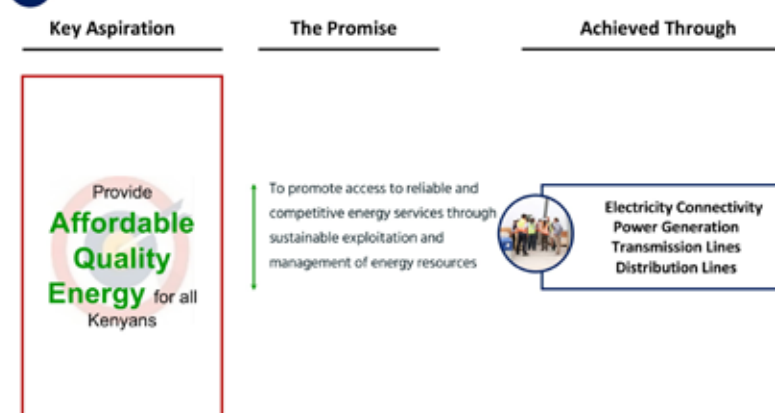 Key Aspiration
The Promise
Achieved Through
Provide
Affordable
Quality
Energy for all
Kenyans
To promote access to reliable and
competitive energy services through
sustainable exploitation and
management of energy resources
Electricity Connectivity
Power Generation
Transmission Lines
Distribution Lines